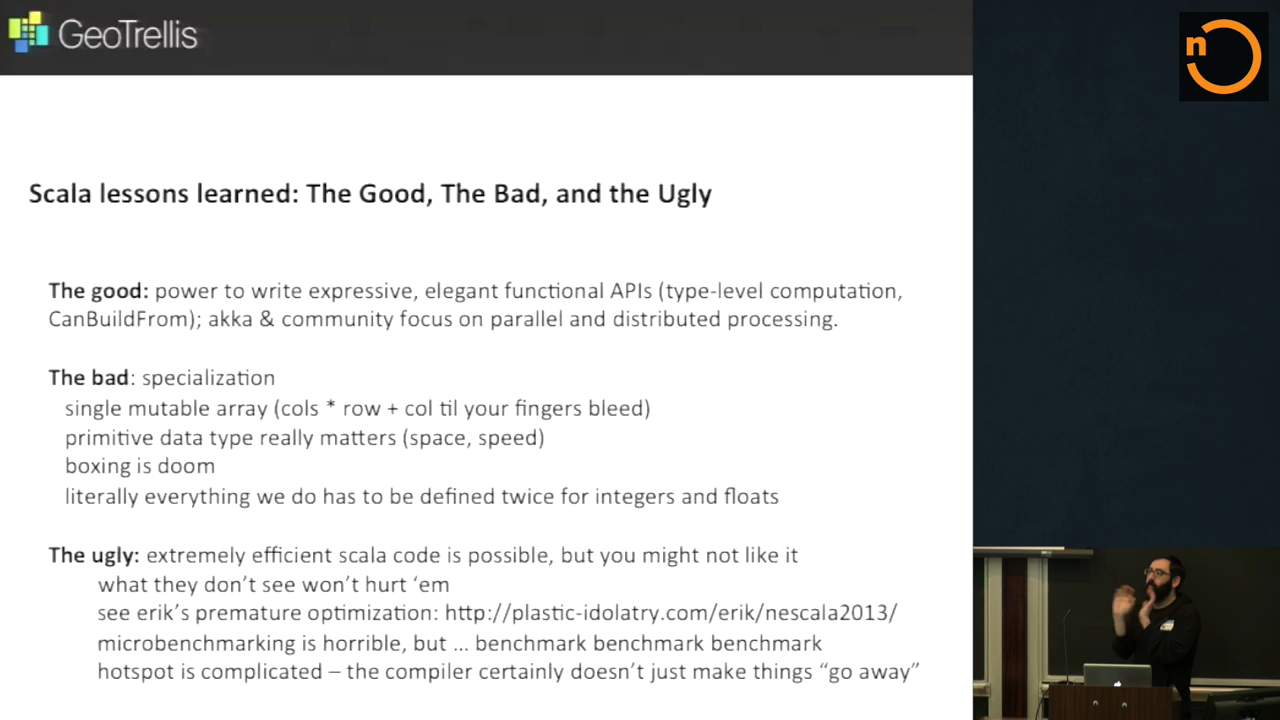 GeoTrellis
n
Scala lessons learned: The Good, The Bad, and the Ugly
The good: power to write expressive, elegant functional APIs (type-level computation,
CanBuildFrom); akka & community focus on parallel and distributed processing.
The bad: specialization
single mutable array (cols * row + col til your fingers bleed)
primitive data type really matters (space, speed)
boxing is doom
literally everything we do has to be defined twice for integers and floats
The ugly: extremely efficient scala code is possible, but you might not like it
what they don’t see won’t hurt ‘em
see erik’s premature optimization: http://plastic-idolatry.com/erik/nescala2013/
microbenchmarking is horrible, but … benchmark benchmark benchmark
hotspot is complicated – the compiler certainly doesn’t just make things “go away”